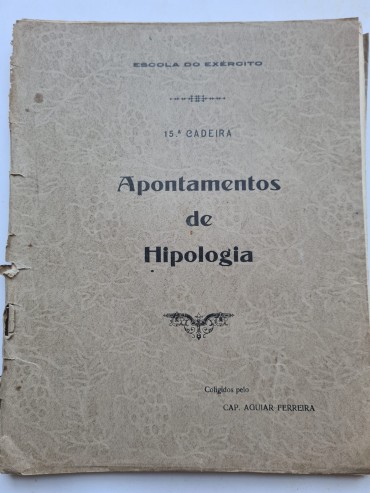 ESCOLA DO EXÉRCITO
15.ª CADEIRA
Apontamentos
de
Hipologia
Coligidos pelo
CAP. AGUIAR FERREIRA